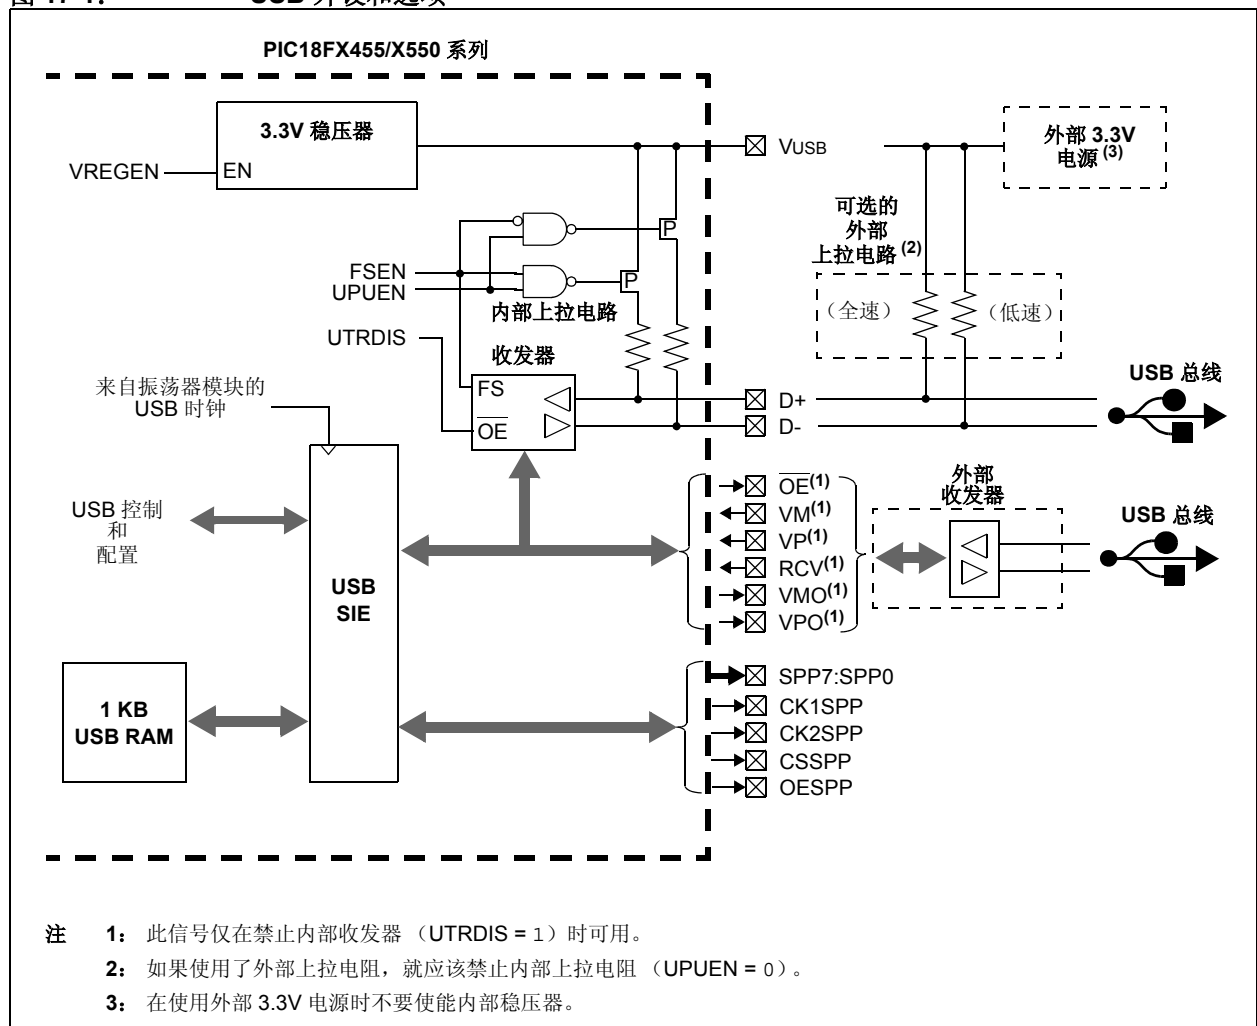 PIC18FX455/X550 系列
3.3V 稳压器
VREGEN
EN
VUSB
外部 3.3V
电源 (3)
可选的
外部
上拉电路 (2)
P
P
FSEN
UPUEN
内部上拉电路
（全速）
（低速）
UTRDIS
收发器
FS
OE
来自振荡器模块的
USB 时钟
D+
D-
USB 总线
USB 控制
和
配置
USB
SIE
OE(1)
VM(1)
VP(1)
RCV(1)
VMO(1)
VPO(1)
外部
收发器
USB 总线
1 KB
USB RAM
SPP7:SPP0
CK1SPP
CK2SPP
CSSPP
OESPP
注 1： 此信号仅在禁止内部收发器 （UTRDIS = 1）时可用。
2： 如果使用了外部上拉电阻，就应该禁止内部上拉电阻 （UPUEN = 0）。
3： 在使用外部 3.3V 电源时不要使能内部稳压器。